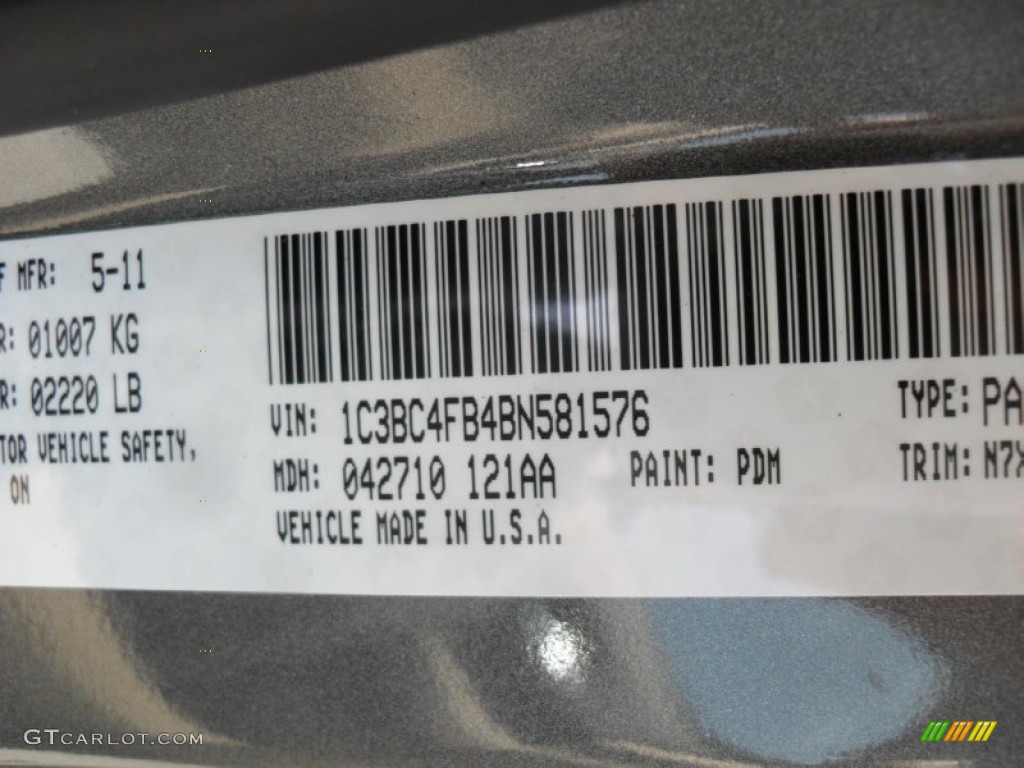 F MFR: 5-11
R: 01007 KG
R: 02220 LB
TOR VEHICLE SAFETY,
ON
VIN: 1C3BC4FB4BN581576
TYPE: PA
MDH: 042710 121AA
PAINT: PDM
TRIM: N7X
VEHICLE MADE IN U.S.A.
GTCARLOT.COM